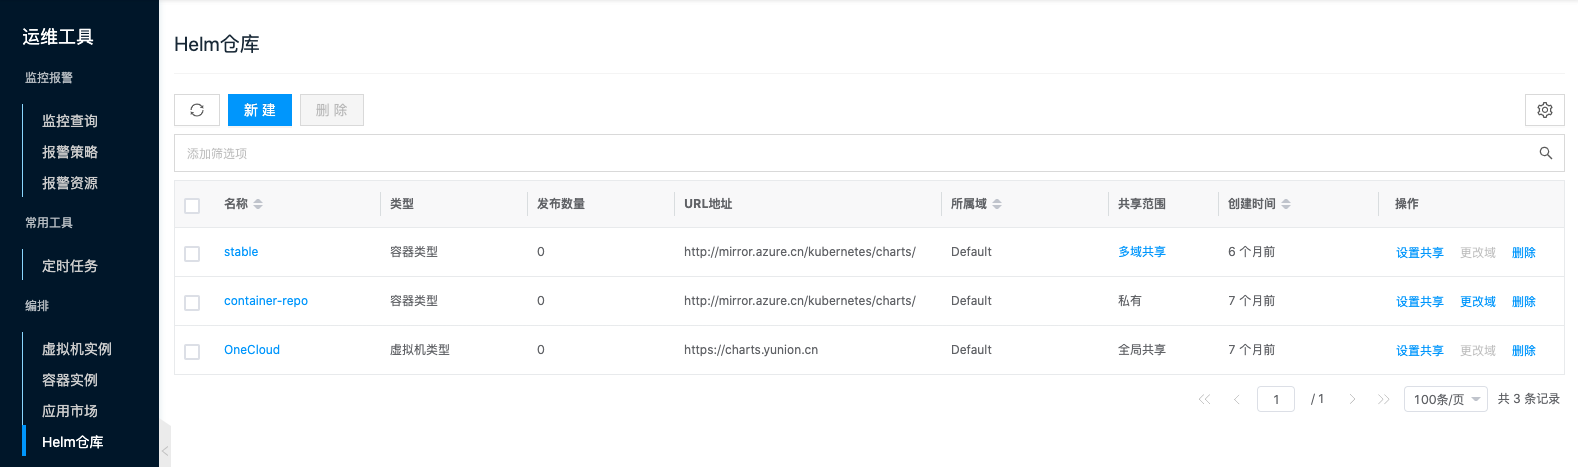 运维工具
监控报警
监控查询
报警策略
报警资源
常用工具
定时任务
编排
虚拟机实例
容器实例
应用市场
Helm仓库
Helm仓库
新建 删除
添加筛选项
名称 类型 发布数量 URL地址 所属域 共享范围 创建时间 操作
stable 容器类型 0 http://mirror.azure.cn/kubernetes/charts/ Default 多域共享 6 个月前 设置共享 更改域 删除
container-repo 容器类型 0 http://mirror.azure.cn/kubernetes/charts/ Default 私有 7 个月前 设置共享 更改域 删除
OneCloud 虚拟机类型 0 https://charts.yunion.cn Default 全局共享 7 个月前 设置共享 更改域 删除
1 / 1 100条/页 共 3 条记录